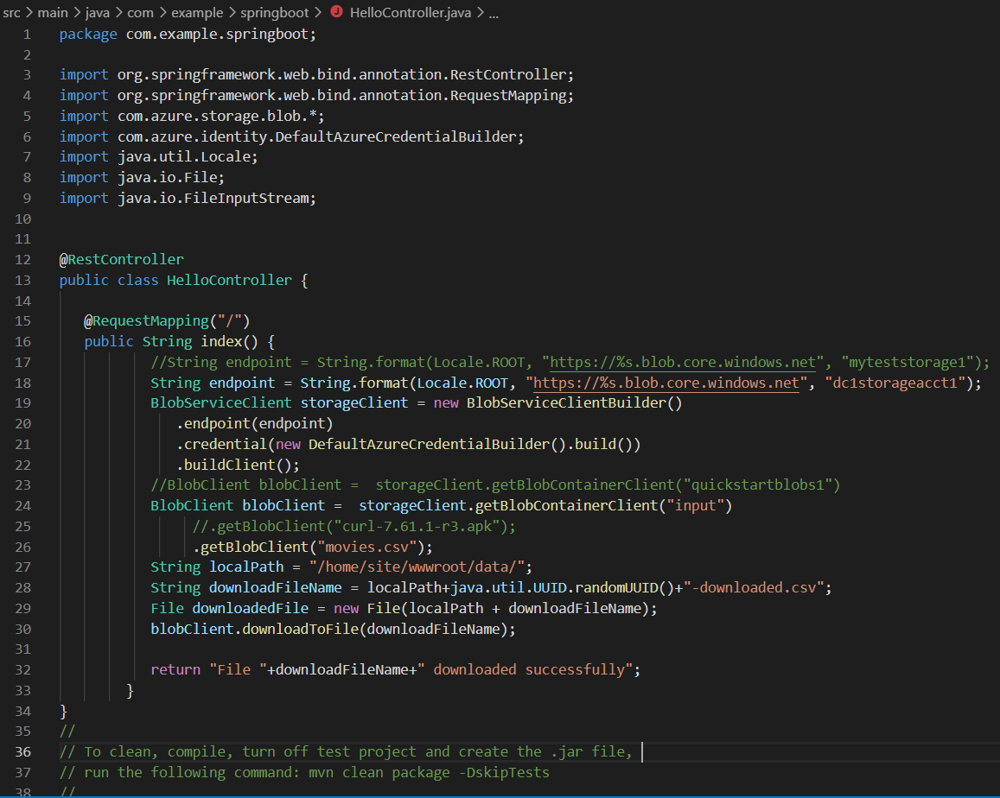 src > main > java > com > example > springboot > J HelloController.java > ...
1 package com.example.springboot;
2
3 import org.springframework.web.bind.annotation.RestController;
4 import org.springframework.web.bind.annotation.RequestMapping;
5 import com.azure.storage.blob.*;
6 import com.azure.identity.DefaultAzureCredentialBuilder;
7 import java.util.Locale;
8 import java.io.File;
9 import java.io.FileInputStream;
10
11
12 @RestController
13 public class HelloController {
14
15 @RequestMapping("/")
16 public String index() {
17 //String endpoint = String.format(Locale.ROOT, "https://%s.blob.core.windows.net", "myteststorage1");
18 String endpoint = String.format(Locale.ROOT, "https://%s.blob.core.windows.net", "dc1storageacct1");
19 BlobServiceClient storageClient = new BlobServiceClientBuilder()
20 .endpoint(endpoint)
21 .credential(new DefaultAzureCredentialBuilder().build())
22 .buildClient();
23 //BlobClient blobClient =  storageClient.getBlobContainerClient("quickstartblobs1")
24 BlobClient blobClient =  storageClient.getBlobContainerClient("input")
25 //.getBlobClient("curl-7.61.1-r3.apk");
26 .getBlobClient("movies.csv");
27 String localPath = "/home/site/wwwroot/data/";
28 String downloadFileName = localPath+java.util.UUID.randomUUID()+"-downloaded.csv";
29 File downloadedFile = new File(localPath + downloadFileName);
30 blobClient.downloadToFile(downloadFileName);
31
32 return "File "+downloadFileName+" downloaded successfully";
33 }
34 }
35 //
36 // To clean, compile, turn off test project and create the .jar file,
37 // run the following command: mvn clean package -DskipTests
38 //